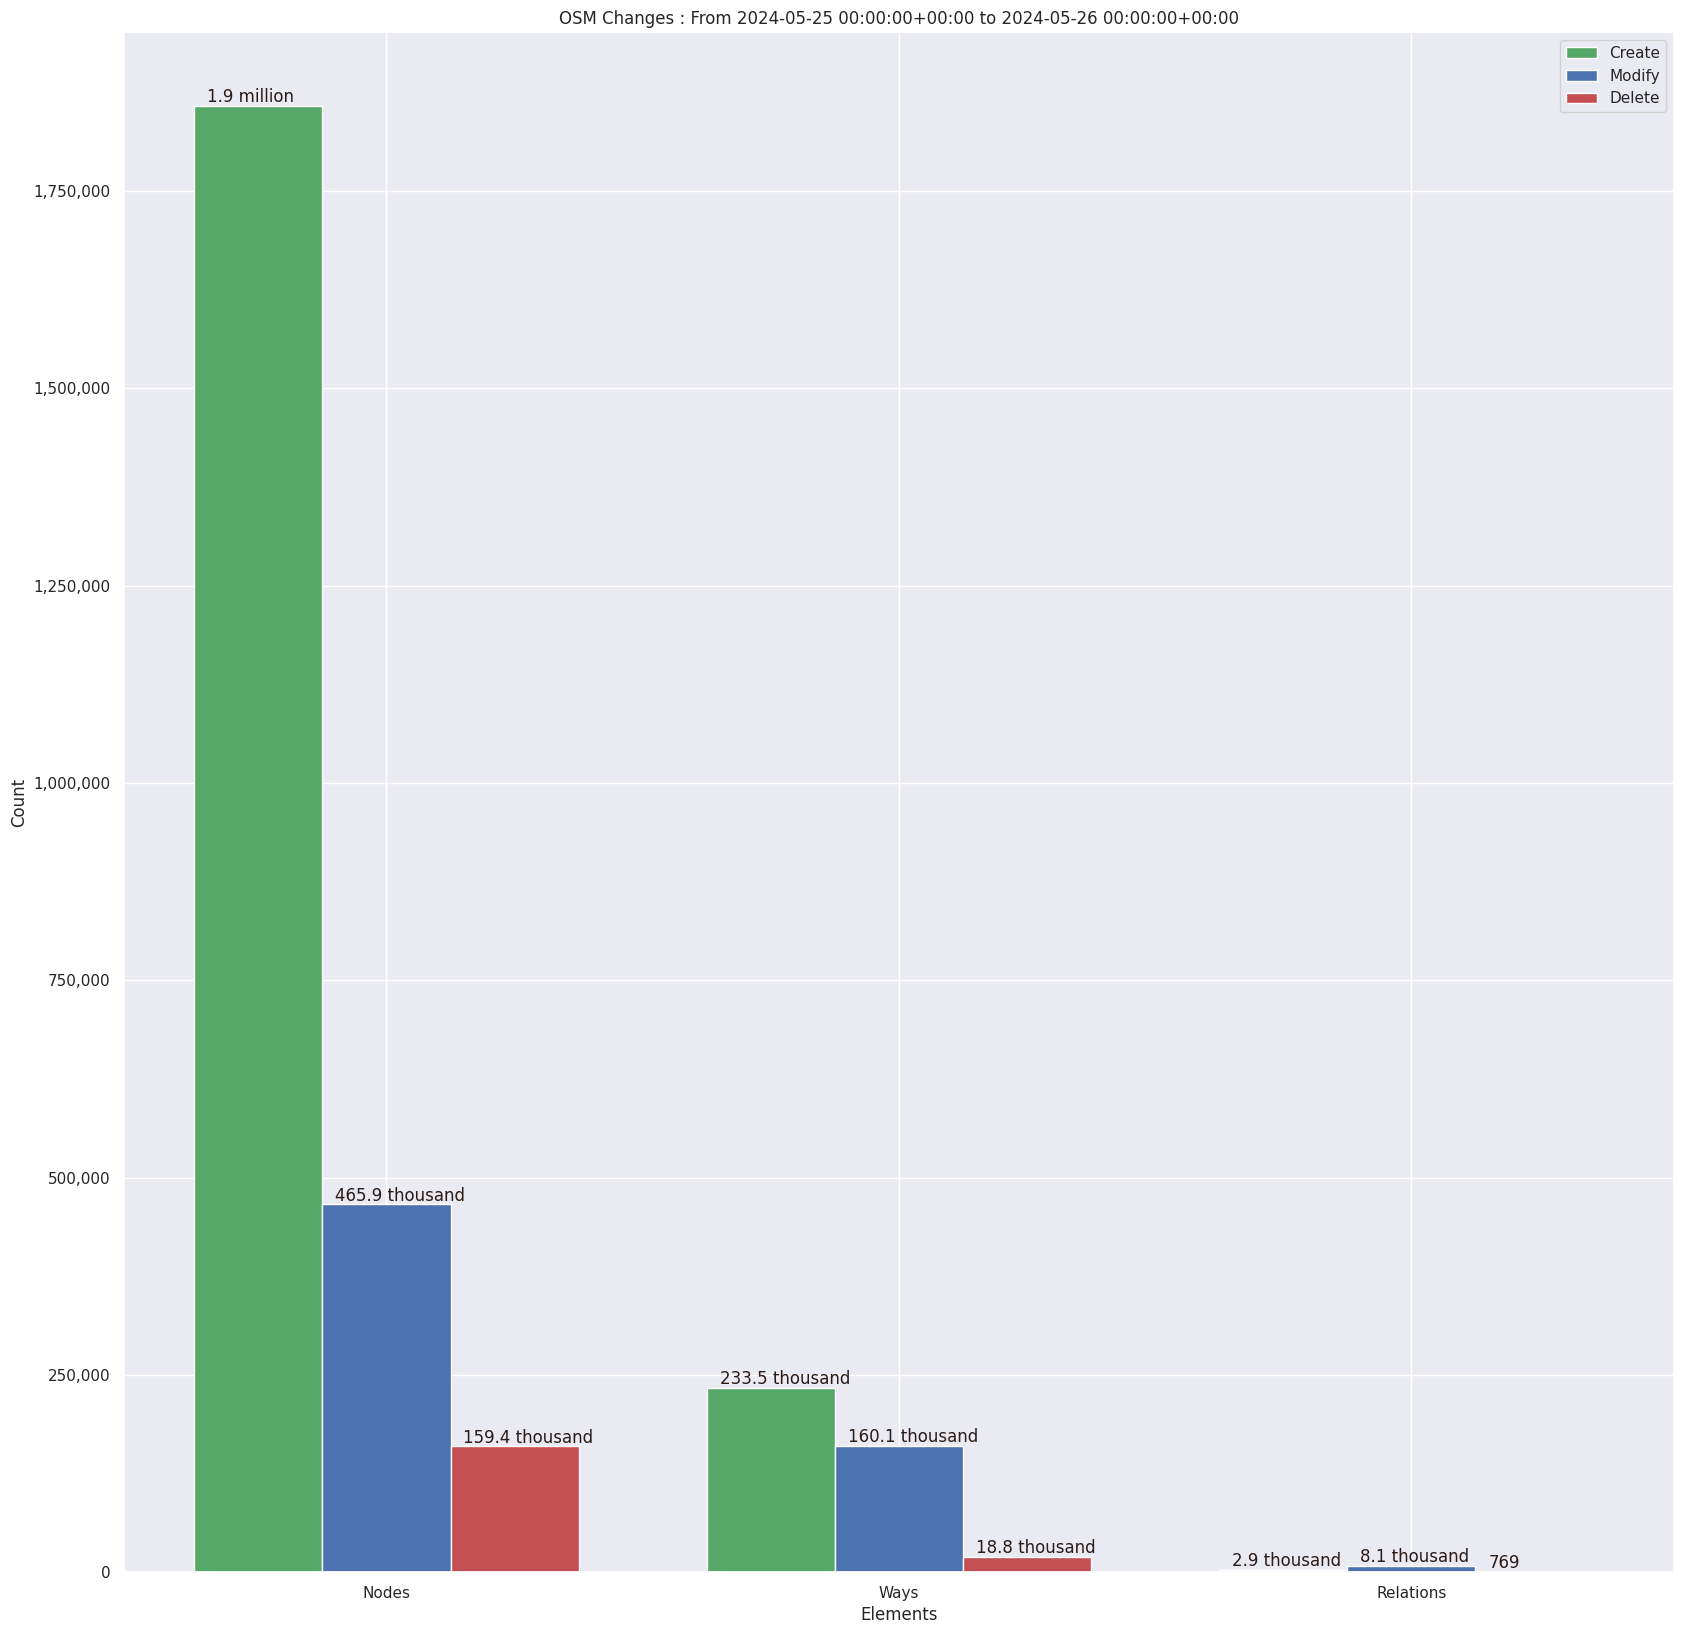 OSM Changes : From 2024-05-25 00:00:00+00:00 to 2024-05-26 00:00:00+00:00
Create
Modify
Delete
1.9 million
1,750,000
1,500,000
1,250,000
1,000,000
750,000
500,000
250,000
0
Count
465.9 thousand
159.4 thousand
233.5 thousand
160.1 thousand
18.8 thousand
2.9 thousand
8.1 thousand
769
Nodes
Ways
Relations
Elements